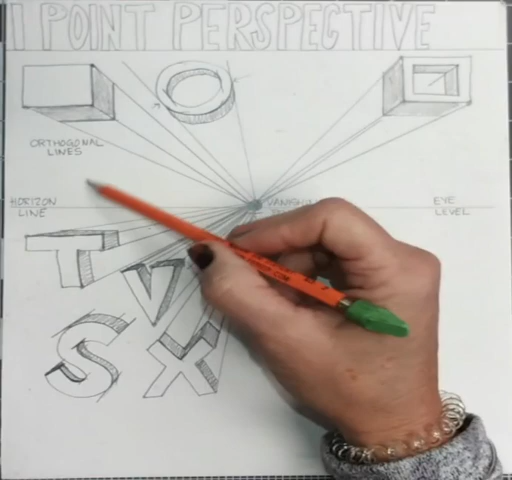 1 POINT PERSPECTIVE
ORTHOGONAL
LINES
HORIZON
LINE
EYE
LEVEL
T
V
S X